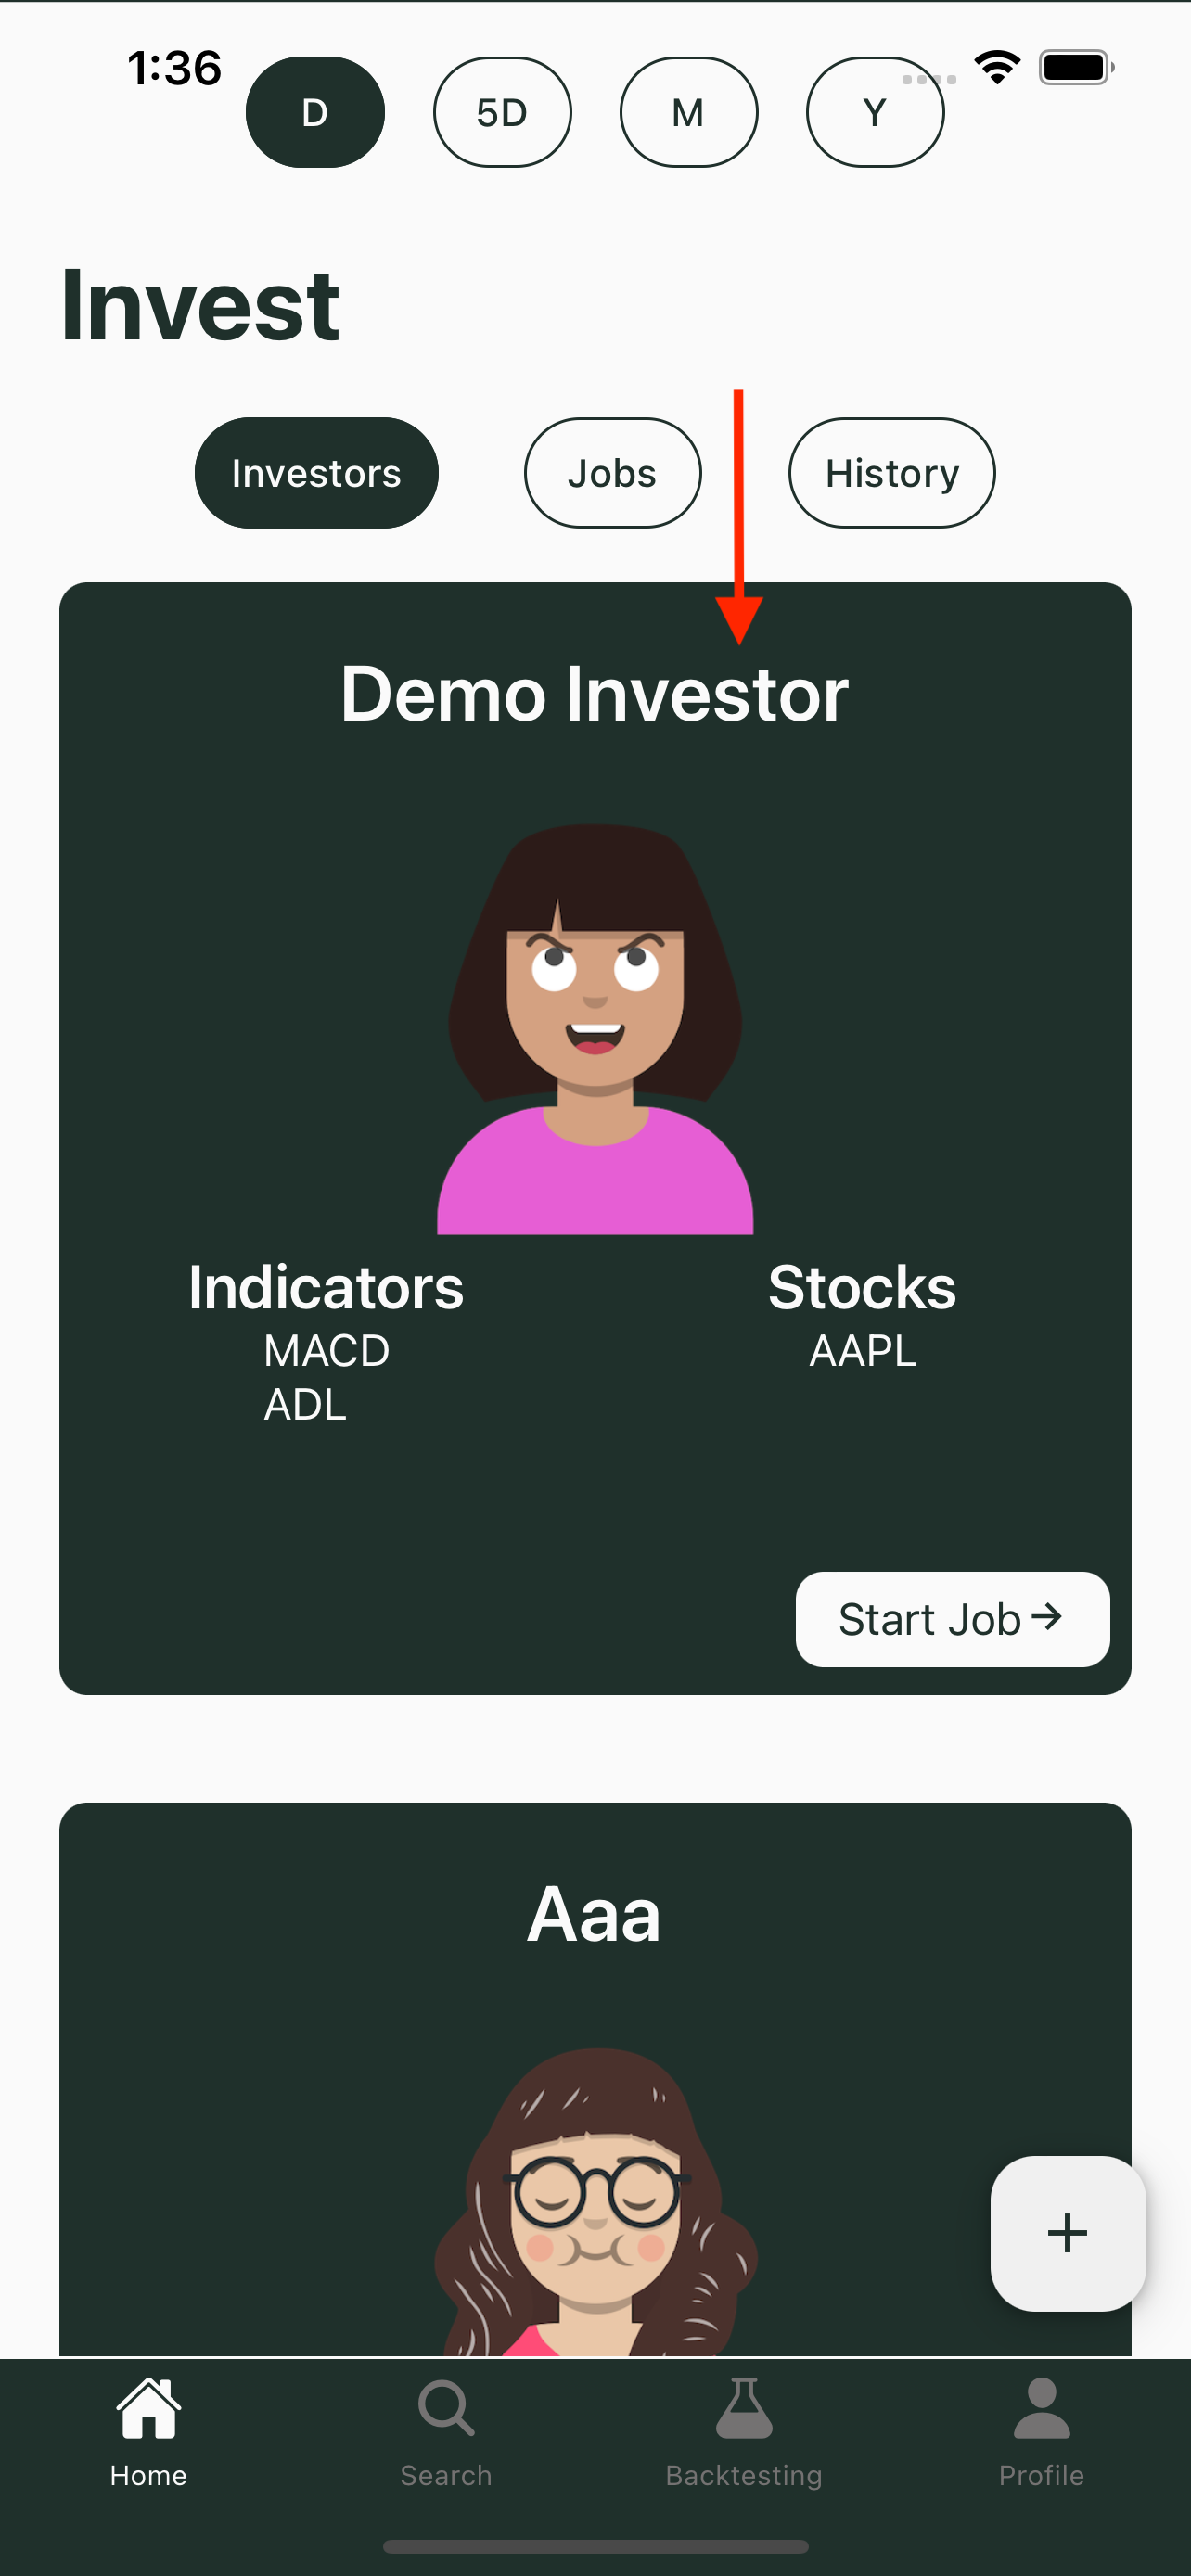 1:36
D 5D M Y
Invest
Investors Jobs History
Demo Investor
Indicators Stocks
MACD AAPL
ADL
Start Job
Aaa
+
Home Search Backtesting Profile